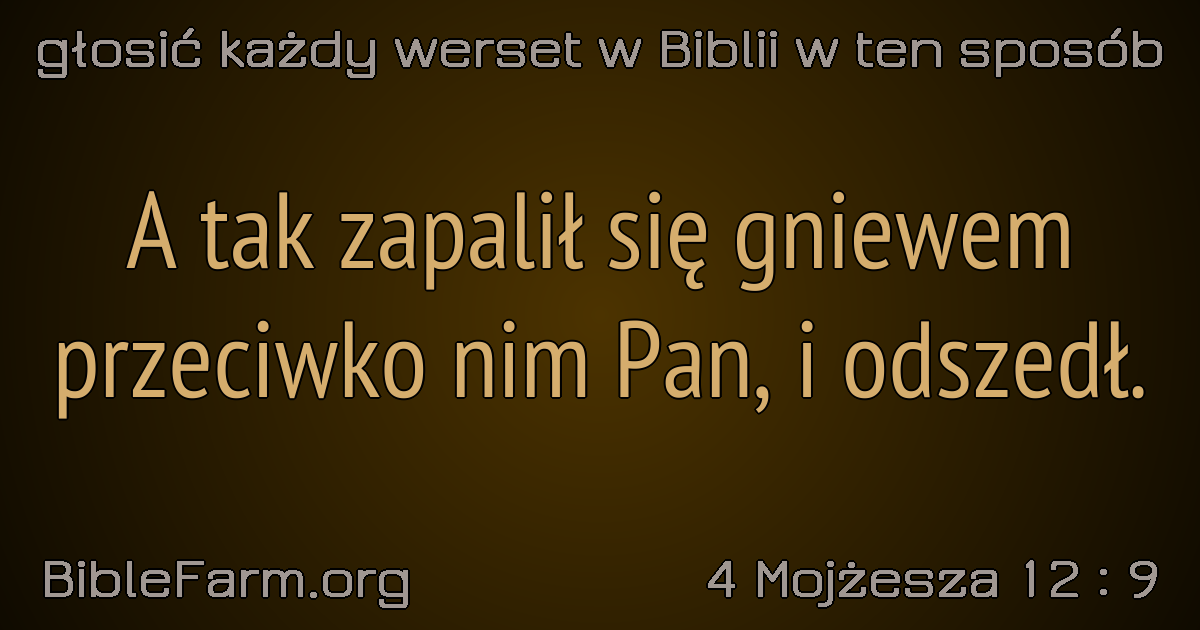 głosić każdy werset w Biblii w ten sposób
A tak zapalił się gniewem
przeciwko nim Pan, i odszedł.
BibleFarm.org
4 Mojżesza 12 : 9